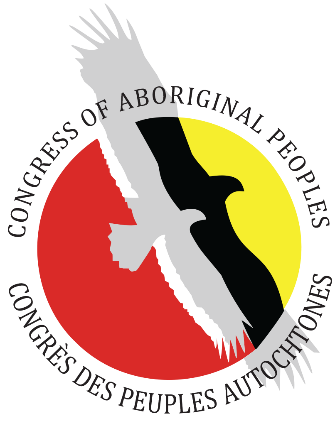 CONGRESS OF ABORIGINAL PEOPLES
CONGRÈS DES PEUPLES AUTOCHTONES